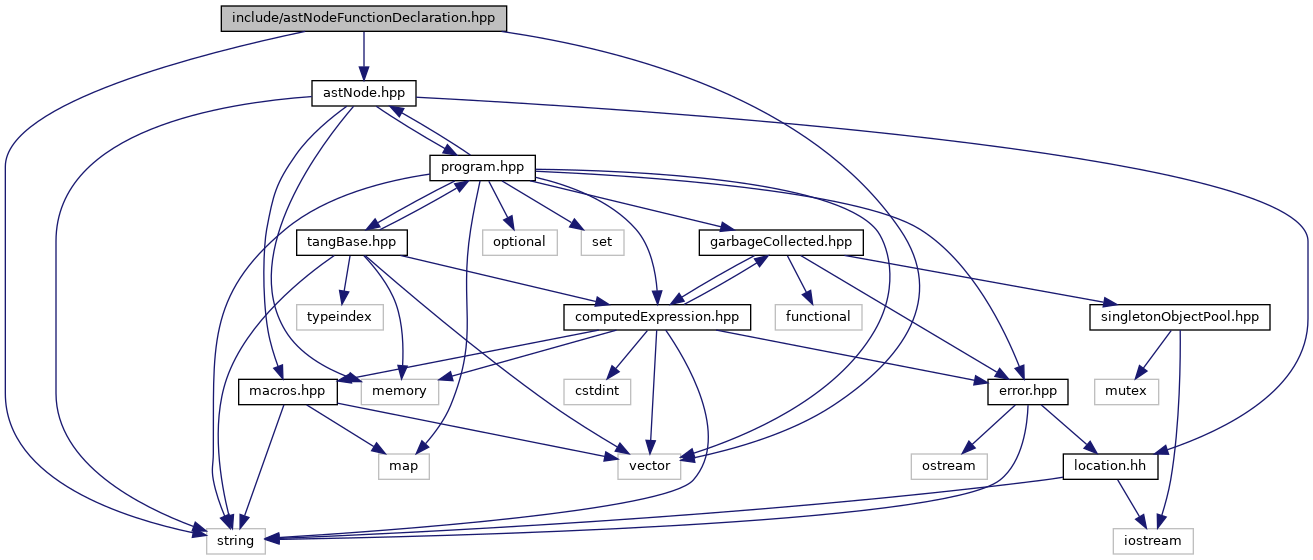 include/astNodeFunctionDeclaration.hpp
astNode.hpp
program.hpp
tangBase.hpp
optional
set
garbageCollected.hpp
typeindex
computedExpression.hpp
functional
singletonObjectPool.hpp
macros.hpp
memory
cstdint
error.hpp
mutex
map
vector
ostream
location.hh
string
iostream